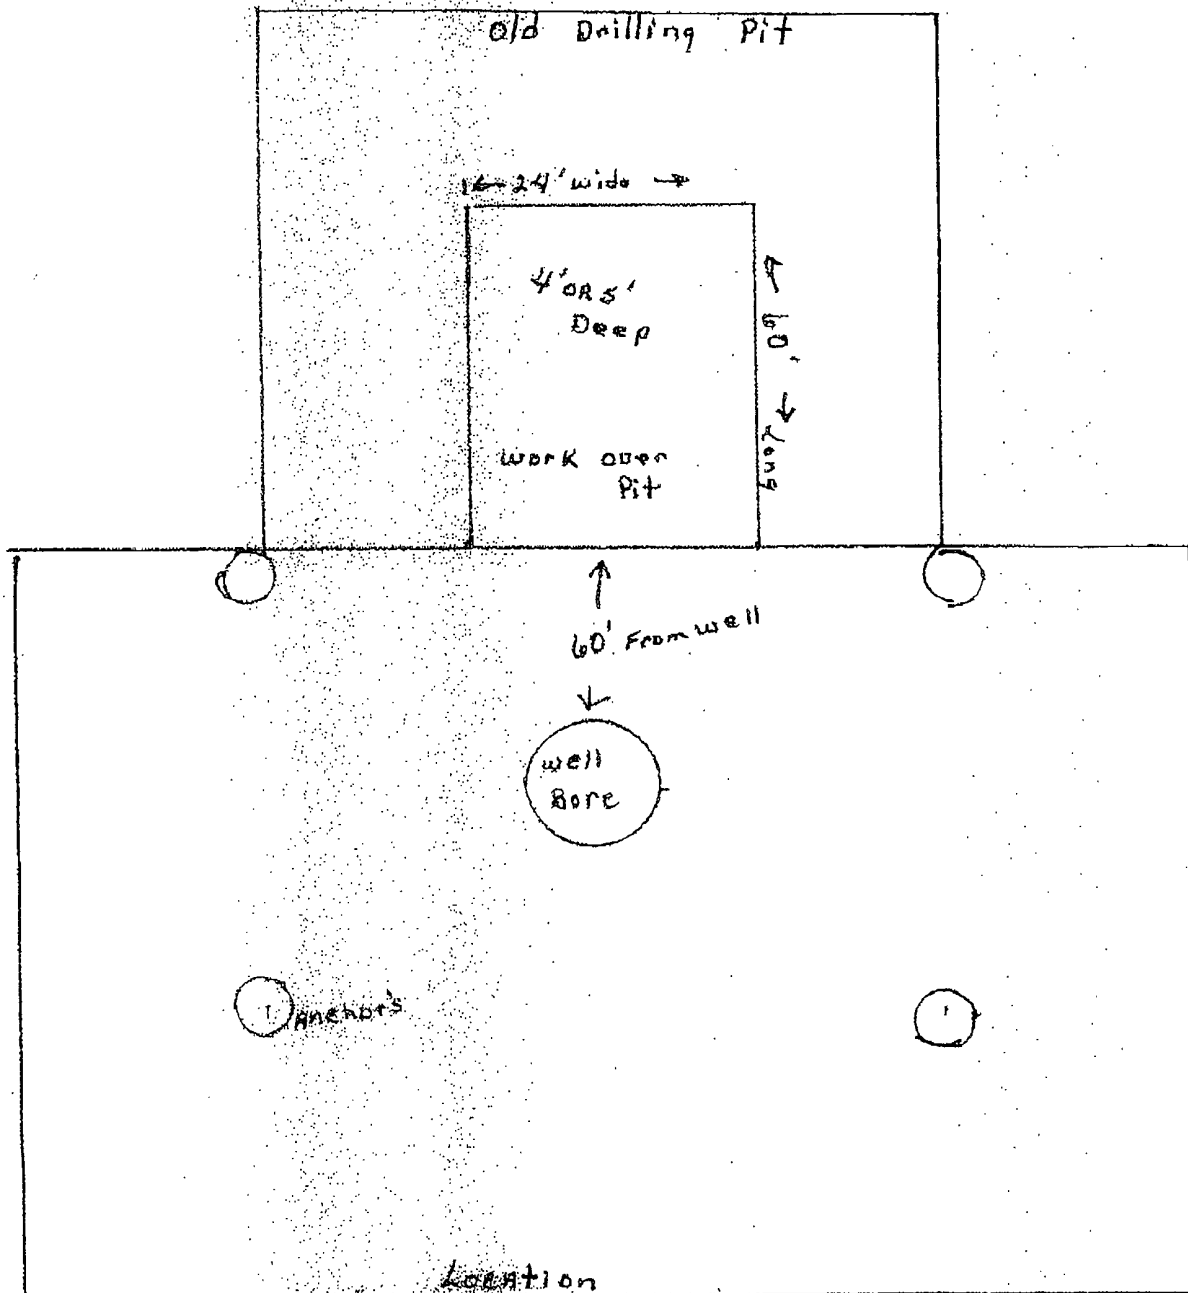 Old Drilling Pit
24' wide
4' OR 5'
Deep
60'
Long
work over
Pit
60' From well
well
Bore
Anchor's
Location